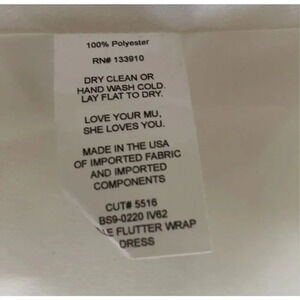 100% Polyester
RN# 133910
DRY CLEAN OR
HAND WASH COLD.
LAY FLAT TO DRY.
LOVE YOUR MU,
SHE LOVES YOU.
MADE IN THE USA
OF IMPORTED FABRIC
AND IMPORTED
COMPONENTS
CUT# 5516
BS9-0220 IV62
LE FLUTTER WRAP
DRESS